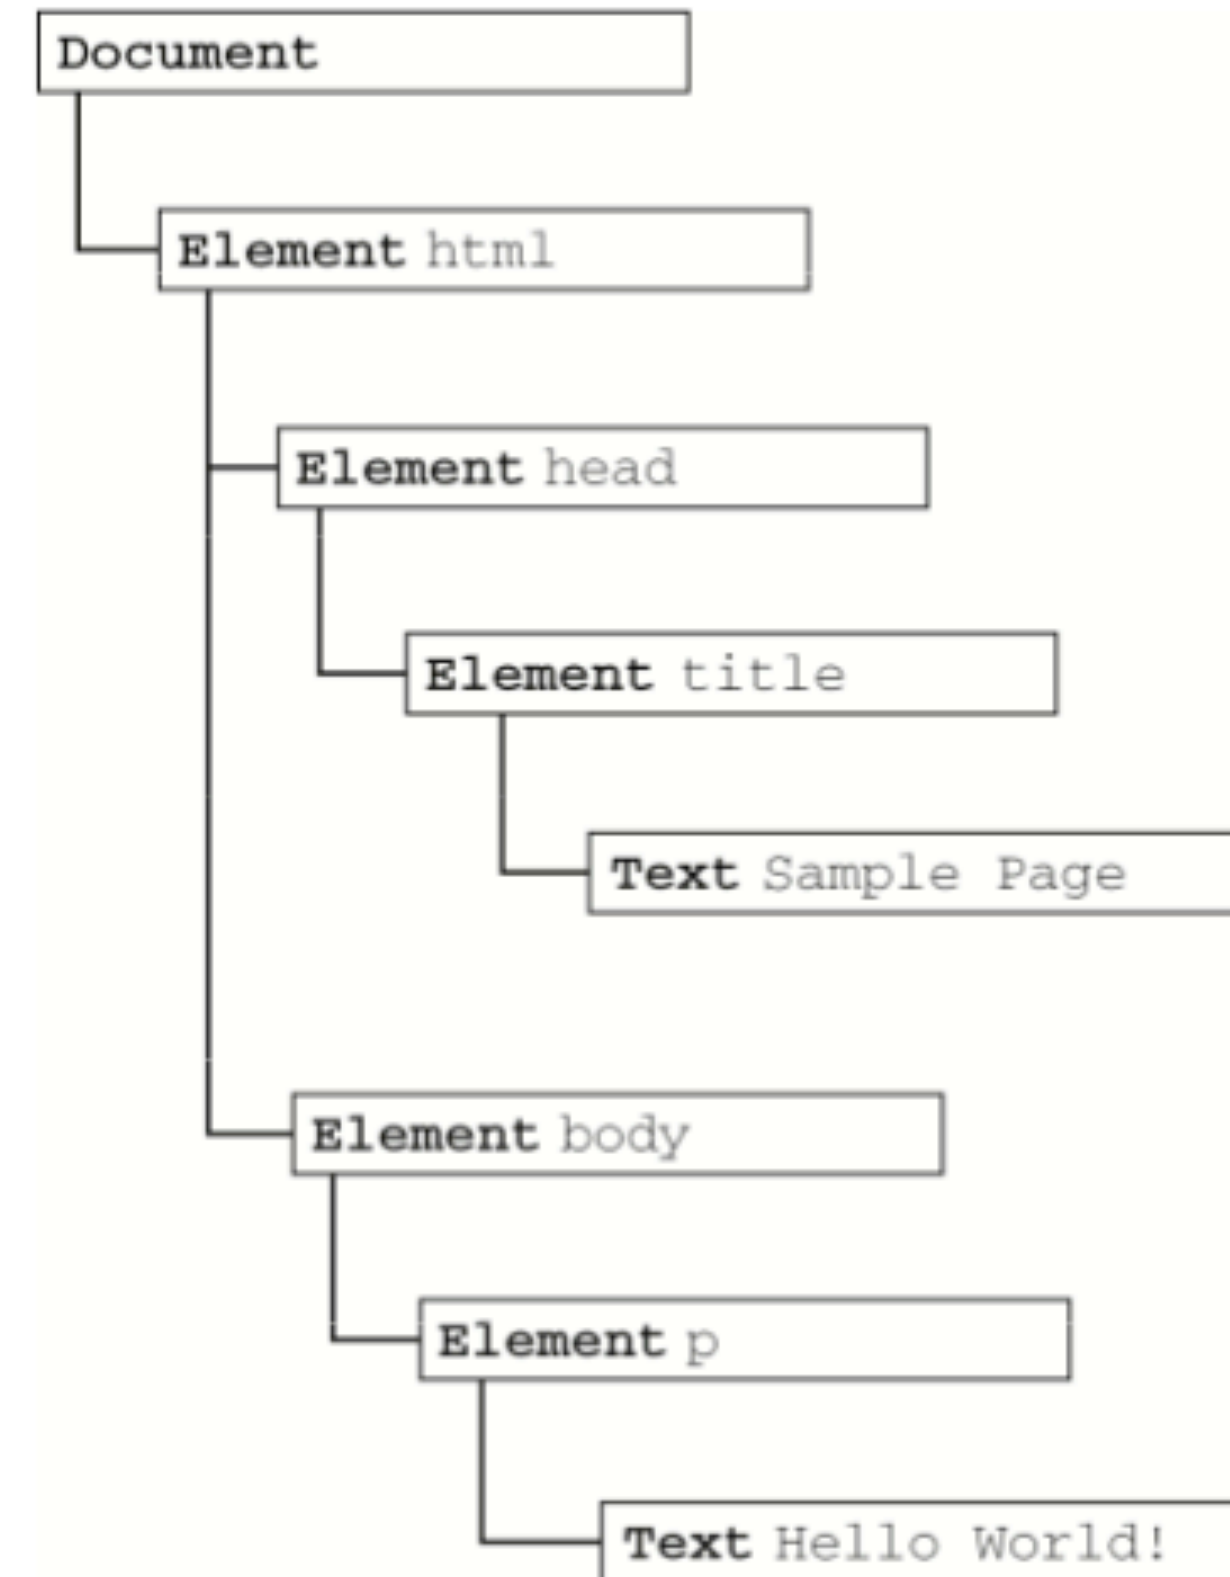 Document
Element html
Element head
Element title
Text Sample Page
Element body
Element p
Text Hello World!